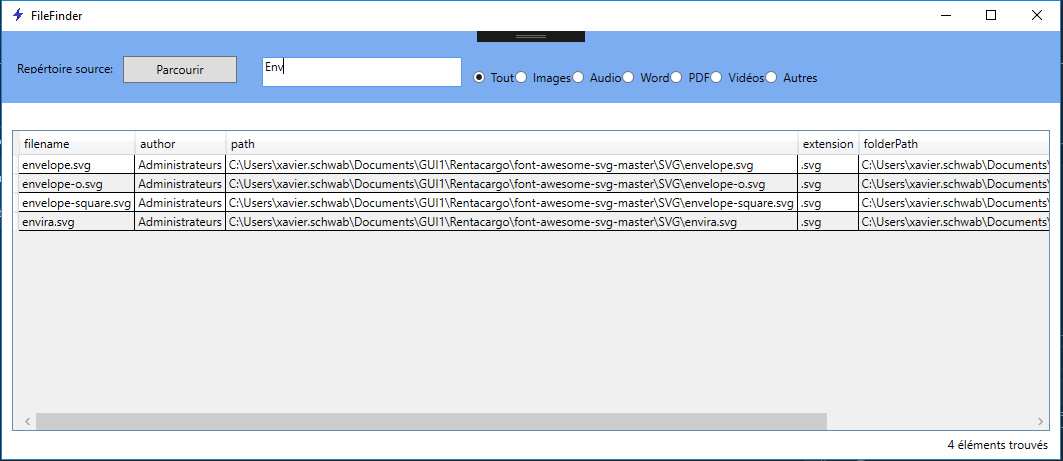 FileFinder
Repértoire source: Parcourir Env Tout Images Audio Word PDF Vidéos Autres
filename author path extension folderPath
envelope.svg Administrateurs C:\Users\xavier.schwab\Documents\GUI1\Rentacargo\font-awesome-svg-master\SVG\envelope.svg .svg C:\Users\xavier.schwab\Documents\
envelope-o.svg Administrateurs C:\Users\xavier.schwab\Documents\GUI1\Rentacargo\font-awesome-svg-master\SVG\envelope-o.svg .svg C:\Users\xavier.schwab\Documents\
envelope-square.svg Administrateurs C:\Users\xavier.schwab\Documents\GUI1\Rentacargo\font-awesome-svg-master\SVG\envelope-square.svg .svg C:\Users\xavier.schwab\Documents\
envira.svg Administrateurs C:\Users\xavier.schwab\Documents\GUI1\Rentacargo\font-awesome-svg-master\SVG\envira.svg .svg C:\Users\xavier.schwab\Documents\
4 éléments trouvés